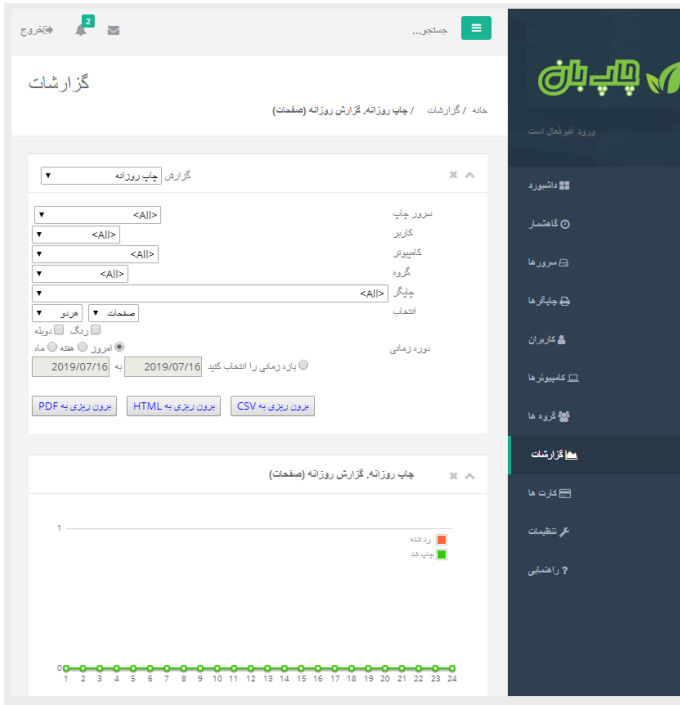 جستجو...
2
خروج
گزارشات
خانه / گزارشات / چاپ روزانه, گزارش روزانه (صفحات)
گزارش چاپ روزانه
سرور چاپ <All>
کاربر <All>
کامپیوتر <All>
گروه <All>
چاپگر <All>
انتخاب صفحات هردو
رنگ دوبله
دوره زمانی امروز هفته ماه
بازه زمانی را انتخاب کنید 2019/07/16 به 2019/07/16
برون ریزی به CSV برون ریزی به HTML برون ریزی به PDF
چاپ روزانه, گزارش روزانه (صفحات)
1
رد شده
چاپ شد
0
1 2 3 4 5 6 7 8 9 10 11 12 13 14 15 16 17 18 19 20 21 22 23 24
چاپ بان
ورود غیرفعال است
داشبورد
گاهشمار
سرورها
چاپگرها
کاربران
کامپیوترها
گروه ها
گزارشات
کارت ها
تنظیمات
? راهنمایی